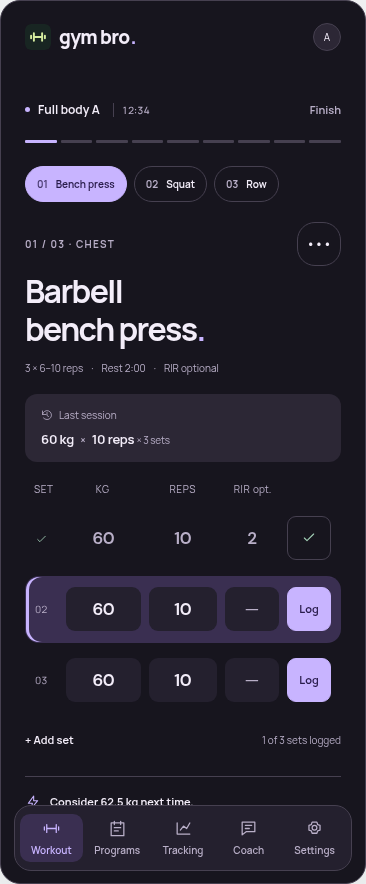 gym bro.
A
Full body A
12:34
Finish
01 Bench press
02 Squat
03 Row
01 / 03 · CHEST
Barbell
bench press.
3 × 6–10 reps · Rest 2:00 · RIR optional
Last session
60 kg × 10 reps × 3 sets
SET KG REPS RIR opt.
60 10 2
02 60 10 — Log
03 60 10 — Log
+ Add set
1 of 3 sets logged
Consider 62.5 kg next time.
Workout Programs Tracking Coach Settings